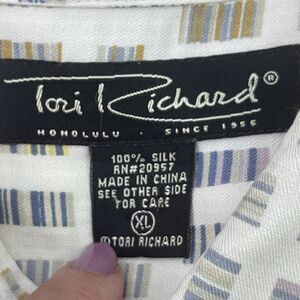 Tori Richard®
HONOLULU · SINCE 1956
100% SILK
RN#20957
MADE IN CHINA
SEE OTHER SIDE
FOR CARE
XL
©TORI RICHARD